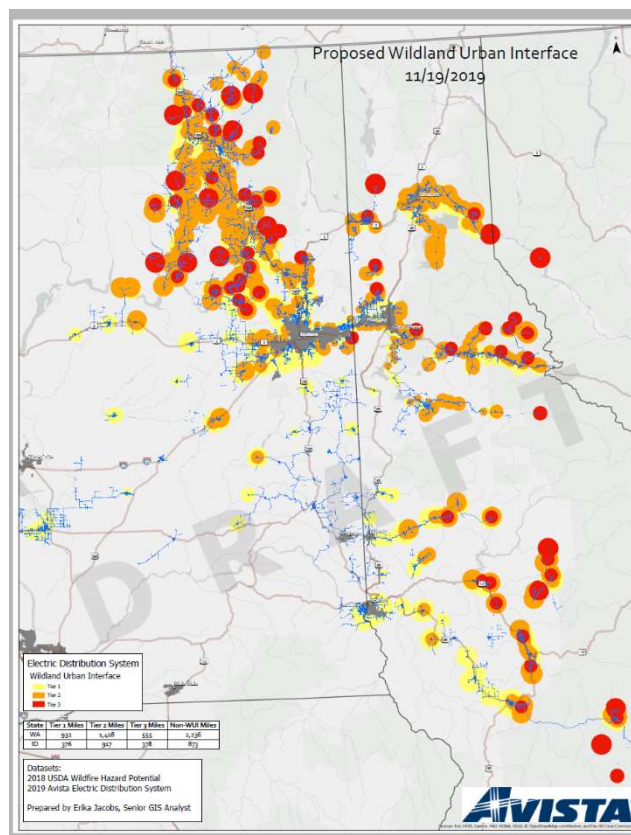 Proposed Wildland Urban Interface
11/19/2019
DRAFT
Electric Distribution System
Wildland Urban Interface
Tier 1
Tier 2
Tier 3
State Tier 1 Miles Tier 2 Miles Tier 3 Miles Non-WUI Miles
WA 932 1,418 555 2,236
ID 376 917 378 873
Datasets:
2018 USDA Wildfire Hazard Potential
2019 Avista Electric Distribution System
Prepared by Erika Jacobs, Senior GIS Analyst
AVISTA